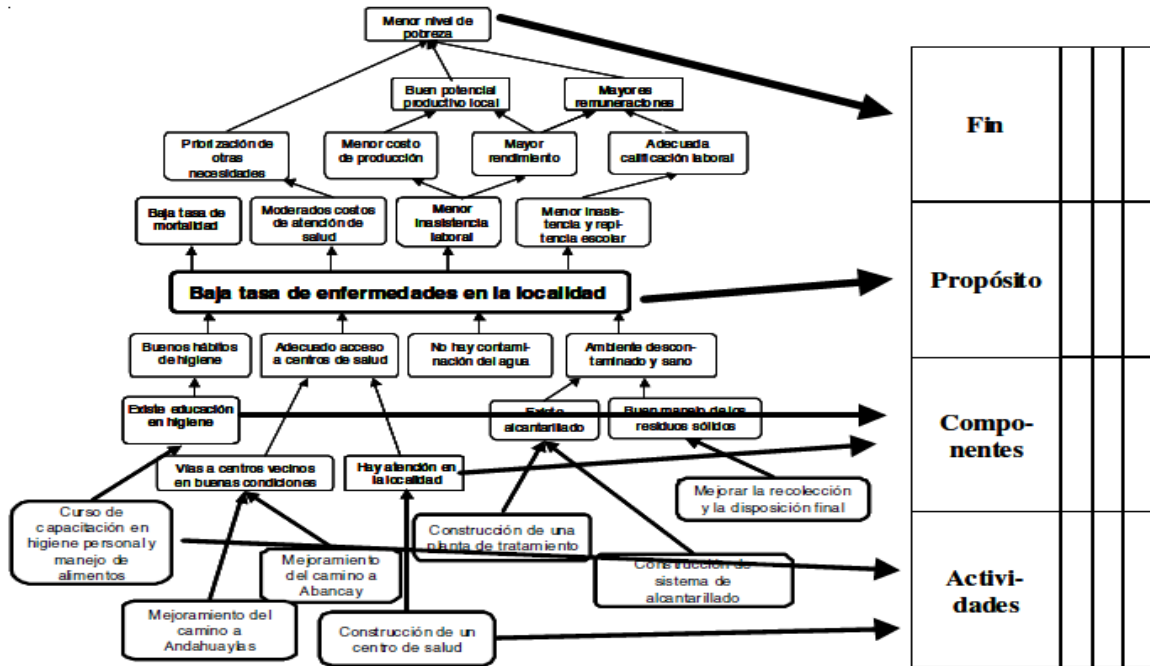 Menor nivel de
pobreza
Buen potencial
productivo local
Mayores
remuneraciones
Priorización de
otras
necesidades
Menor costo
de producción
Mayor
rendimiento
Adecuada
calificación laboral
Baja tasa de
mortalidad
Moderados costos
de atención de
salud
Menor
inasistencia
laboral
Menor inasis-
tencia y repi-
tencia escolar
Baja tasa de enfermedades en la localidad
Buenos hábitos
de higiene
Adecuado acceso
a centros de salud
No hay contami-
nación del agua
Ambiente descon-
taminado y sano
Existe educación
en higiene
Existe
alcantarillado
Buen manejo de los
residuos sólidos
Vías a centros vecinos
en buenas condiciones
Hay atención en
la localidad
Mejorar la recolección
y la disposición final
Curso de
capacitación en
higiene personal y
manejo de
alimentos
Construcción de una
planta de tratamiento
Mejoramiento
del camino a
Abancay
Construcción de
sistema de
alcantarillado
Mejoramiento del
camino a
Andahuaylas
Construcción de un
centro de salud
Fin
Propósito
Compo-
nentes
Activi-
dades